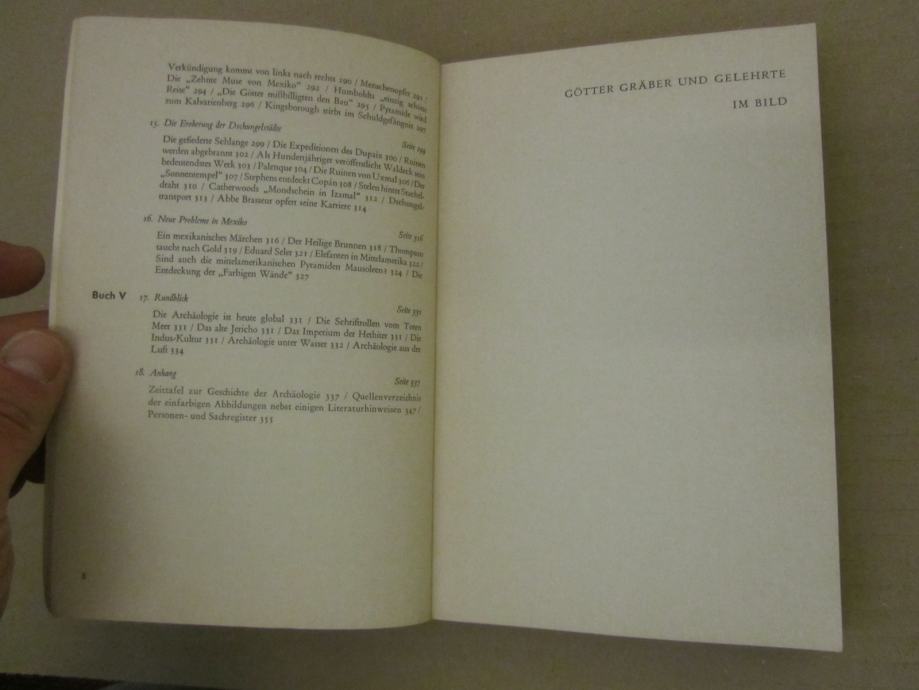 Verkündigung kommt von links nach rechts 290 / Menschenopfer 291 /
Die „Zehnte Muse von Mexiko“ 292 / Humboldts „einzig schöne
Reise“ 294 / „Die Götter mißbilligten den Bau“ 295 / Pyramide wird
zum Kalvarienberg 296 / Kingsborough stirbt im Schuldgefängnis 297
15. Die Eroberung der Dschungelstädte Seite 299
Die gefiederte Schlange 299 / Die Expeditionen des Dupaix 300 / Ruinen
werden abgebrannt 302 / Als Hundertjähriger veröffentlicht Waldeck sein
bedeutendstes Werk 303 / Palenque 304 / Die Ruinen von Uxmal 306 / Der
„Sonnentempel“ 307 / Stephens entdeckt Copán 308 / Stelen hinter Stachel-
draht 310 / Catherwoods „Mondschein in Izamal“ 312 / Dschungel-
transport 313 / Abbe Brasseur opfert seine Karriere 314
16. Neue Probleme in Mexiko Seite 316
Ein mexikanisches Märchen 316 / Der Heilige Brunnen 318 / Thompson
taucht nach Gold 319 / Eduard Seler 321 / Elefanten in Mittelamerika 322 /
Sind auch die mittelamerikanischen Pyramiden Mausoleen? 324 / Die
Entdeckung der „Farbigen Wände“ 327
Buch V 17. Rundblick Seite 331
Die Archäologie ist heute global 331 / Die Schriftrollen vom Toten
Meer 331 / Das alte Jericho 331 / Das Imperium der Hethiter 331 / Die
Indus-Kultur 331 / Archäologie unter Wasser 332 / Archäologie aus der
Luft 334
18. Anhang Seite 337
Zeittafel zur Geschichte der Archäologie 337 / Quellenverzeichnis
der einfarbigen Abbildungen nebst einigen Literaturhinweisen 347 /
Personen- und Sachregister 355
8
GÖTTER GRÄBER UND GELEHRTE
IM BILD